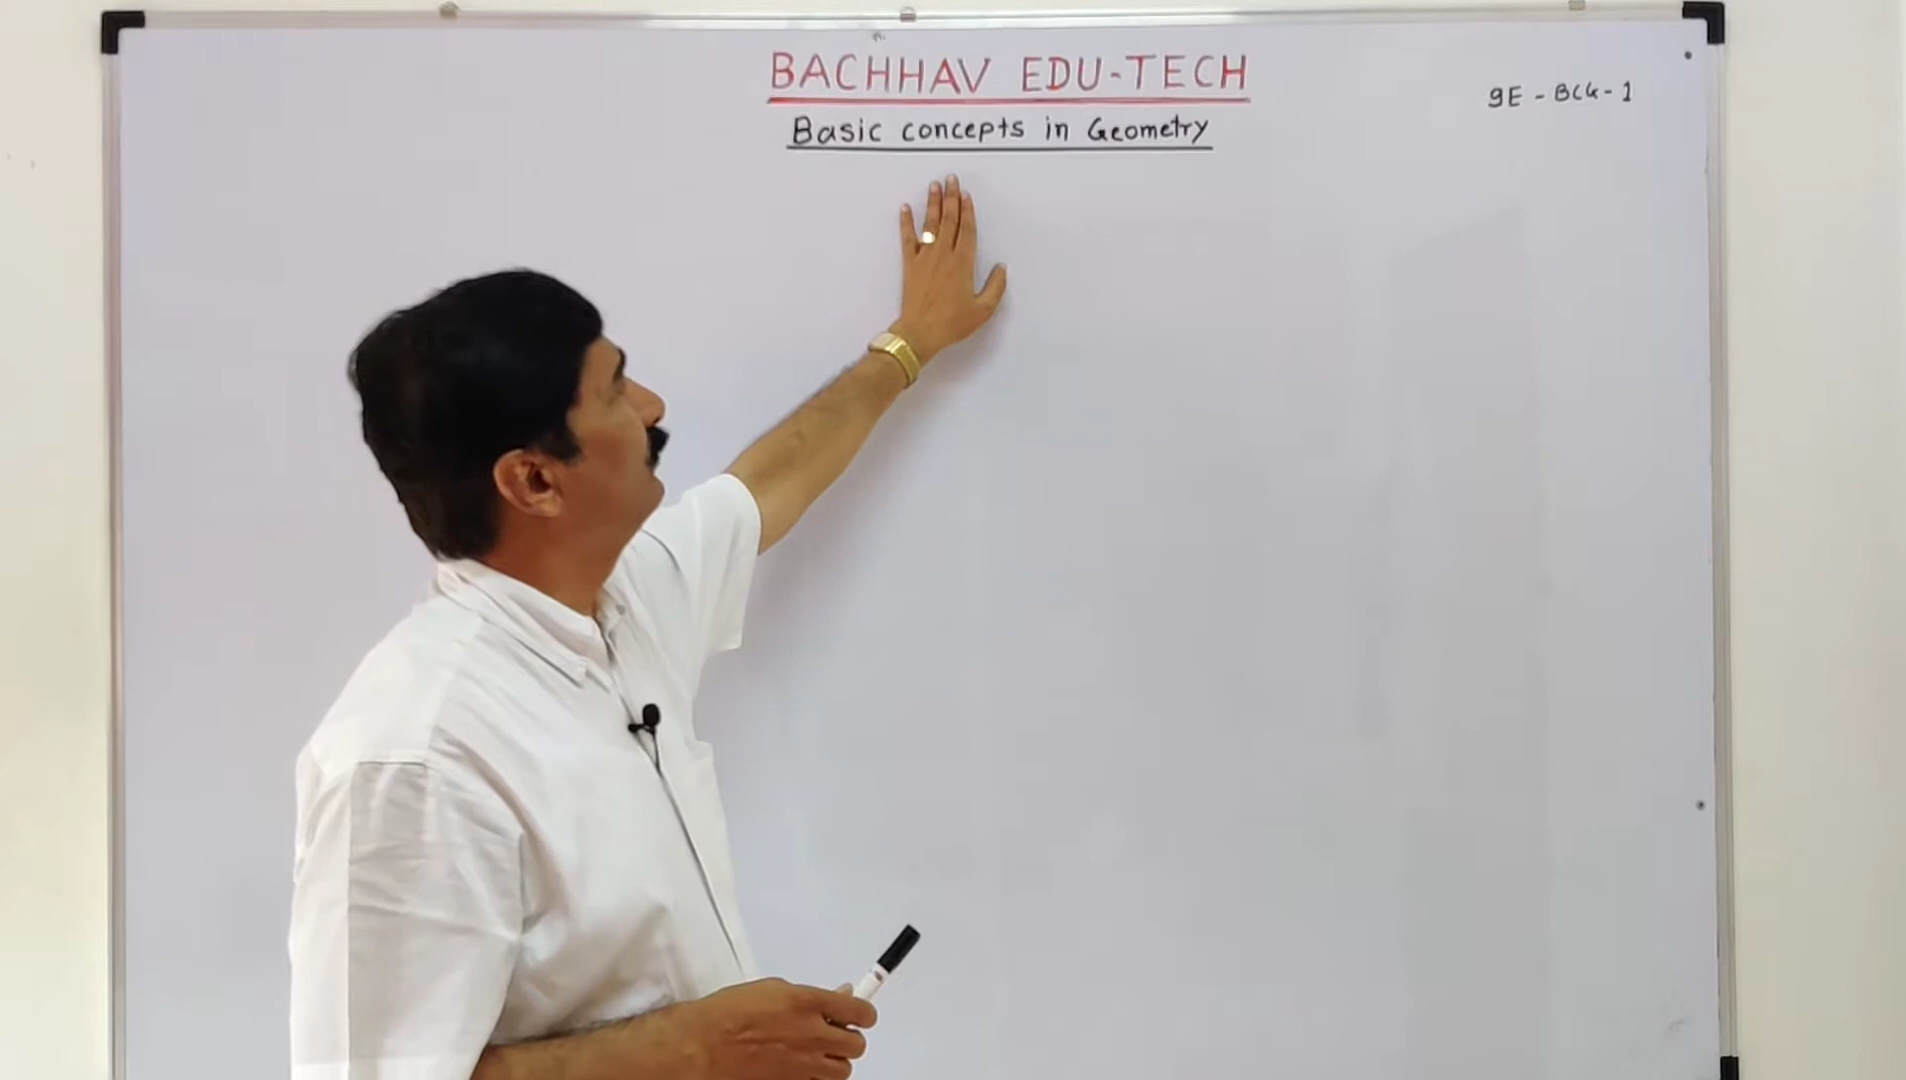 BACHHAV EDU-TECH
9E - BCG - 1
Basic concepts in Geometry